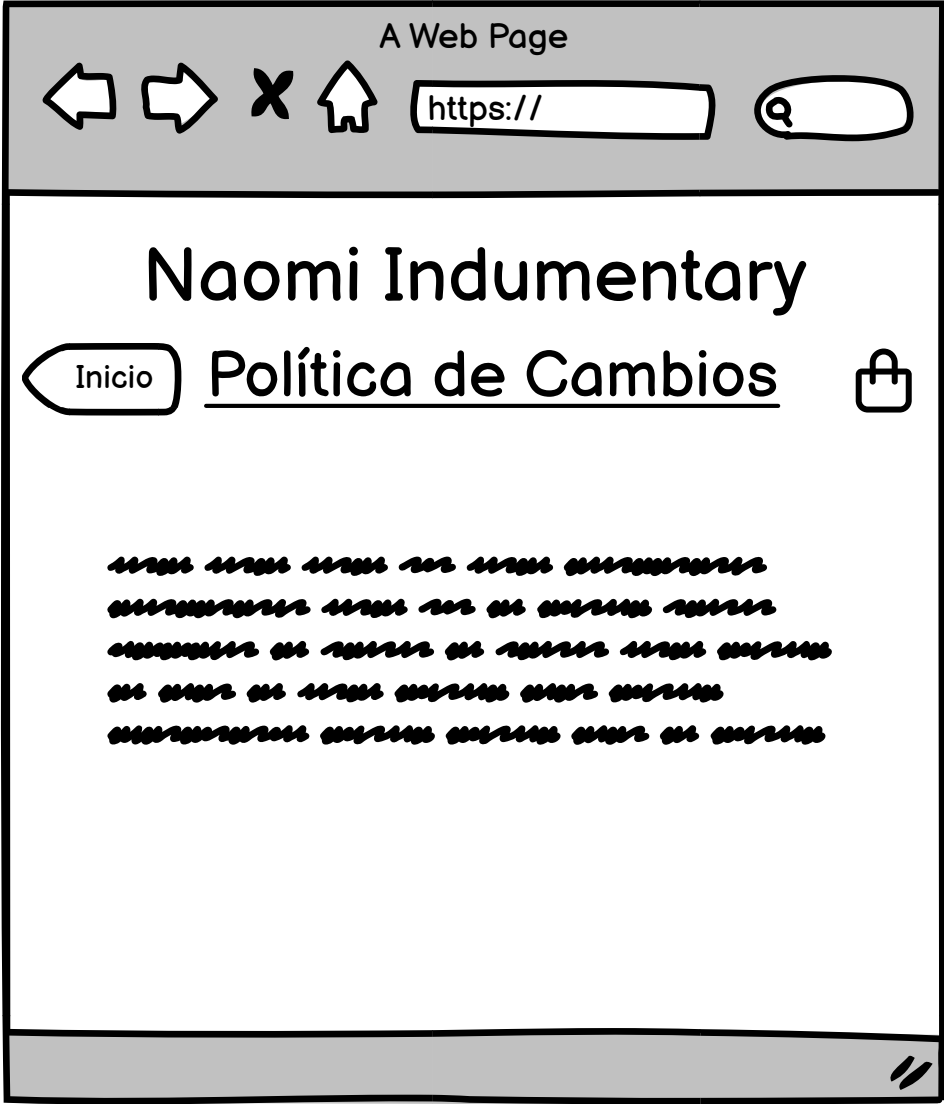 A Web Page
https://
Naomi Indumentary
Inicio
Política de Cambios